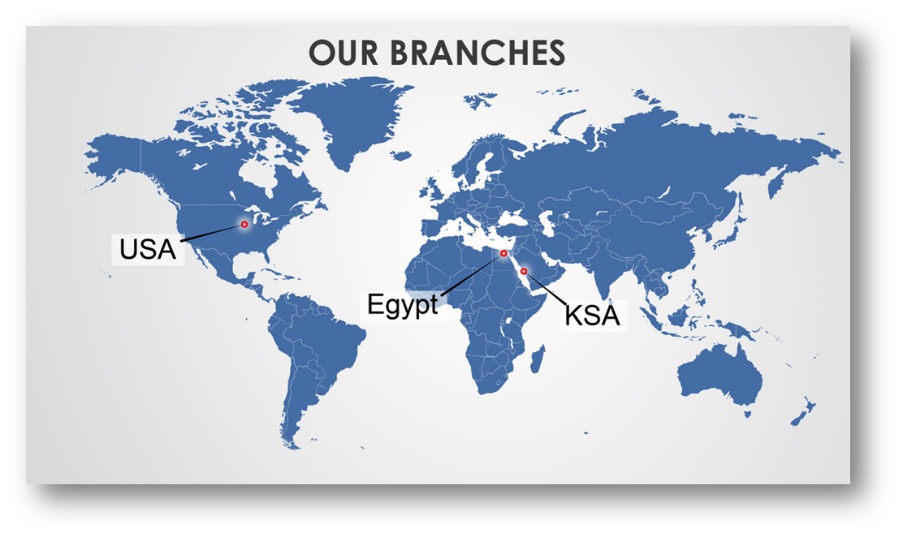 OUR BRANCHES
USA
Egypt
KSA